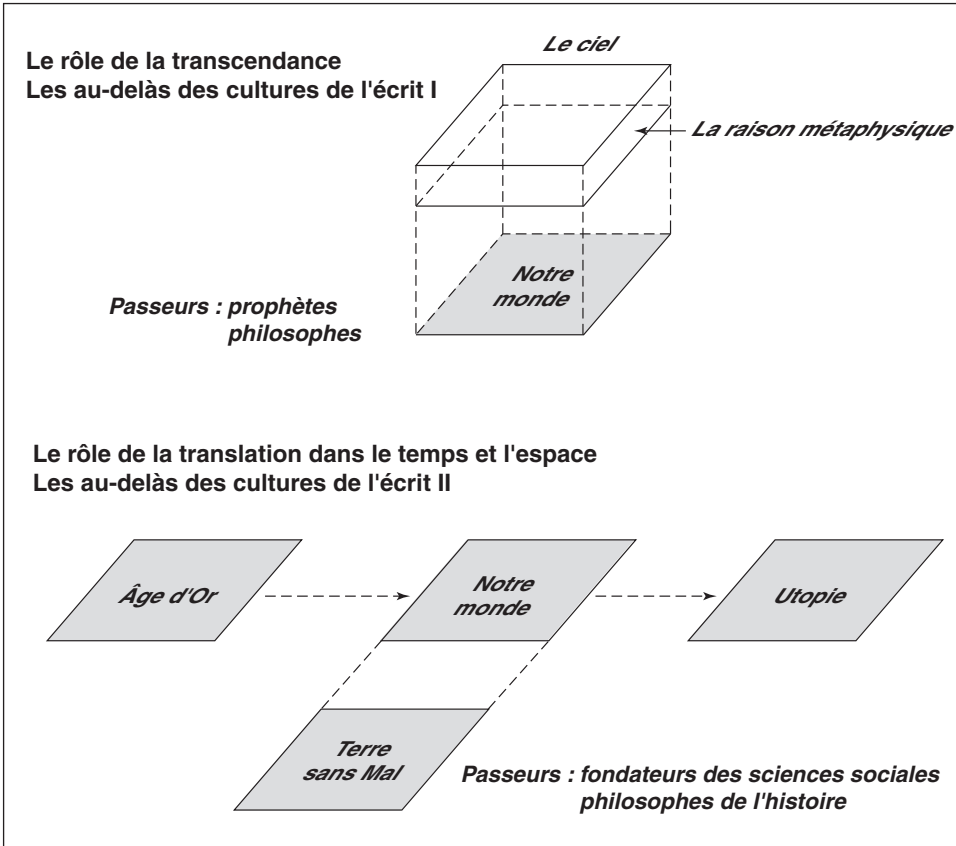 Le rôle de la transcendance
Les au-delàs des cultures de l'écrit I
Le ciel
La raison métaphysique
Notre
monde
Passeurs : prophètes
philosophes
Le rôle de la translation dans le temps et l'espace
Les au-delàs des cultures de l'écrit II
Âge d'Or
Notre
monde
Utopie
Terre
sans Mal
Passeurs : fondateurs des sciences sociales
philosophes de l'histoire